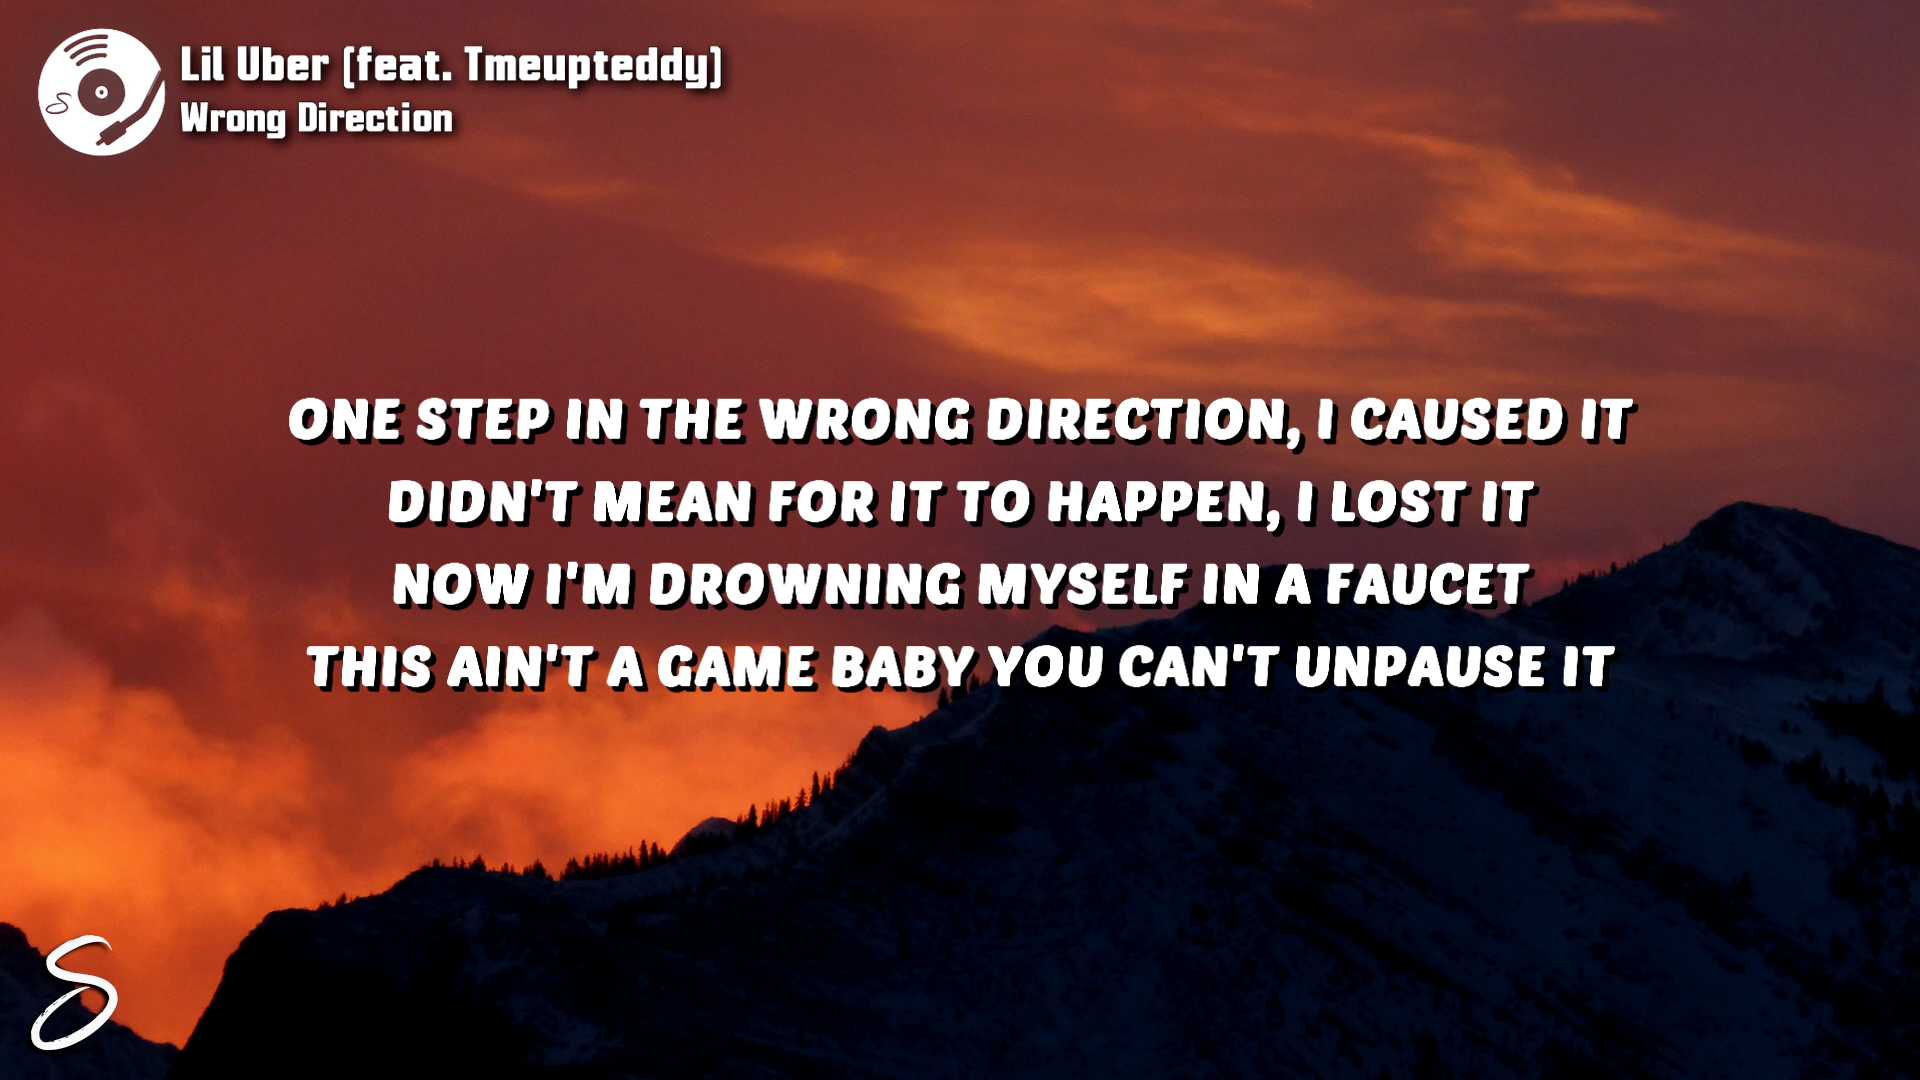 Lil Uber (feat. Tmeupteddy)
Wrong Direction
ONE STEP IN THE WRONG DIRECTION, I CAUSED IT
DIDN'T MEAN FOR IT TO HAPPEN, I LOST IT
NOW I'M DROWNING MYSELF IN A FAUCET
THIS AIN'T A GAME BABY YOU CAN'T UNPAUSE IT
S